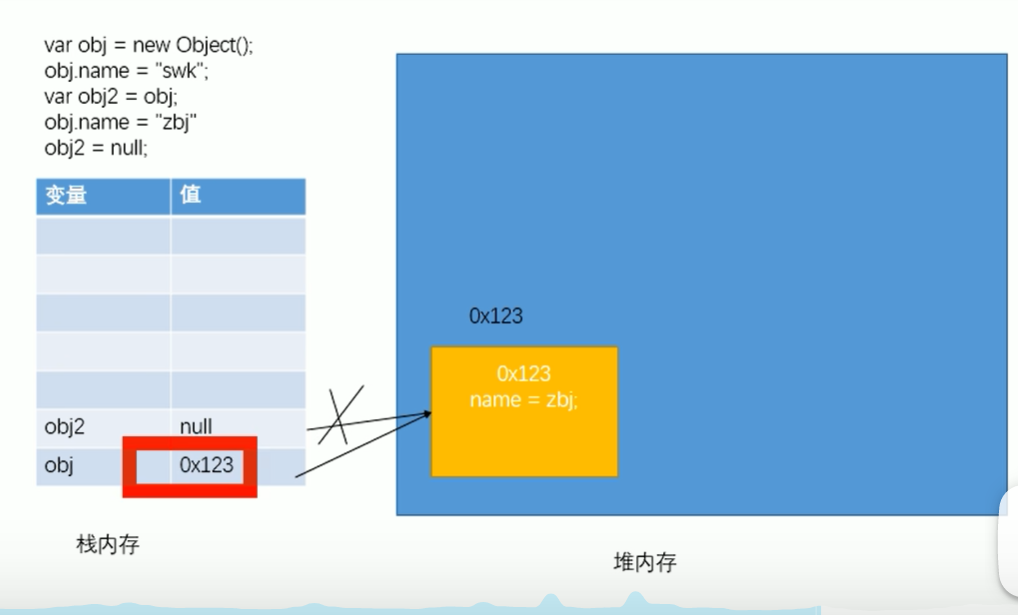 var obj = new Object();
obj.name = "swk";
var obj2 = obj;
obj.name = "zbj"
obj2 = null;
变量 值
obj2 null
obj 0x123
栈内存
0x123
0x123
name = zbj;
堆内存